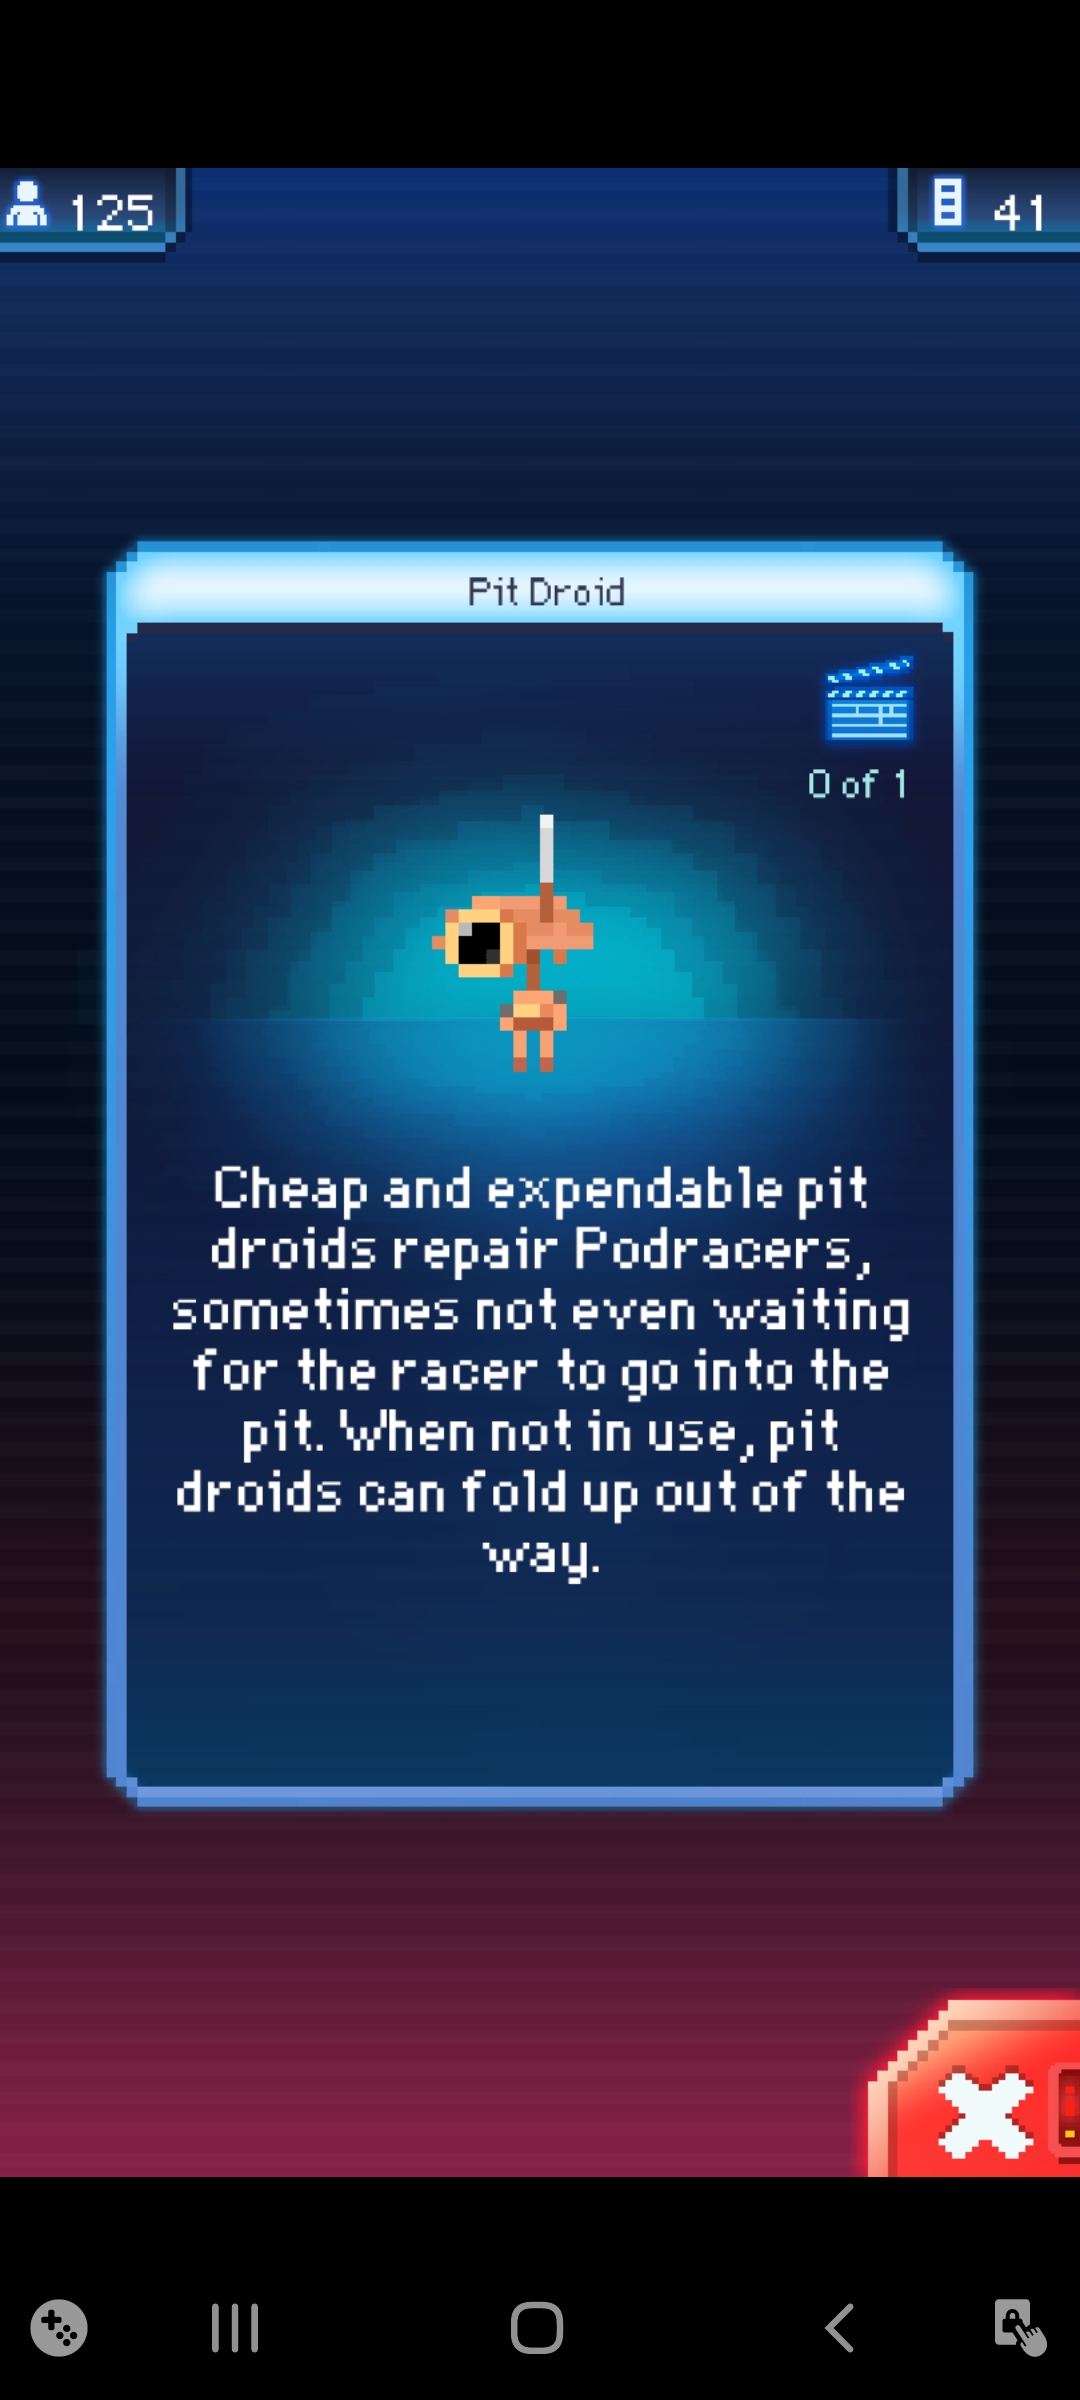 125
41
Pit Droid
0 of 1
Cheap and expendable pit
droids repair Podracers,
sometimes not even waiting
for the racer to go into the
pit. When not in use, pit
droids can fold up out of the
way.